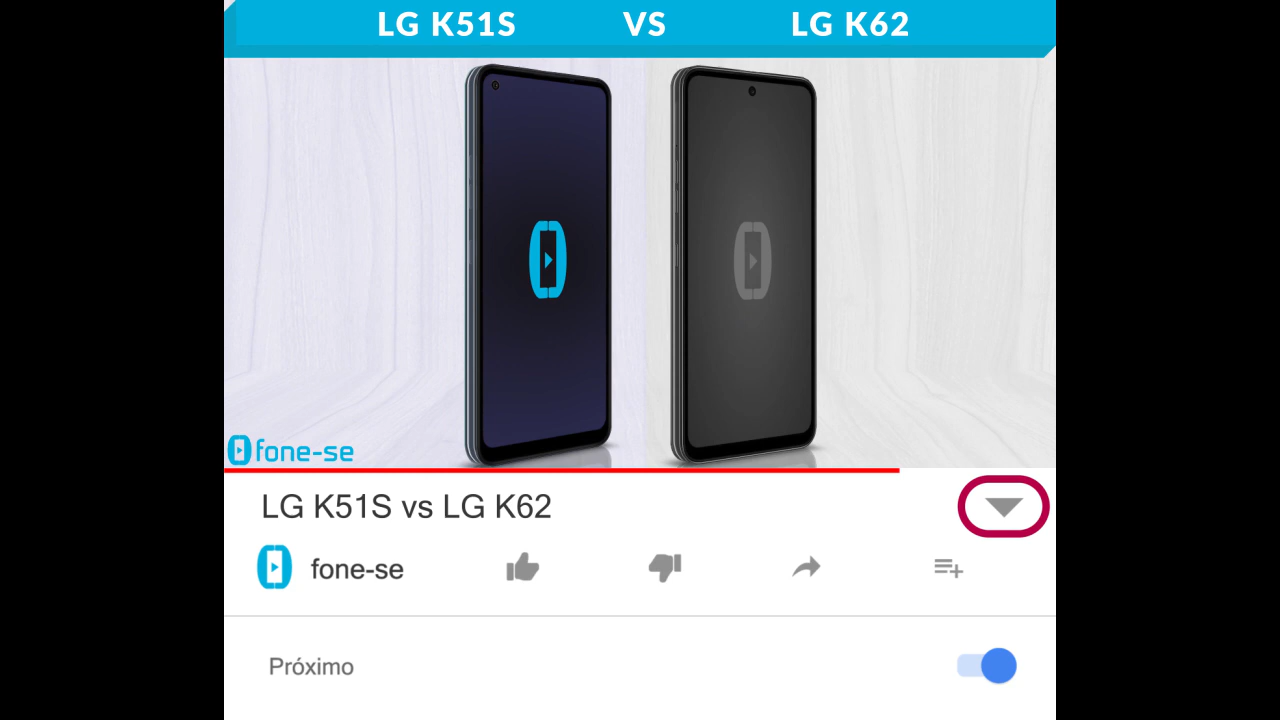 LG K51S VS LG K62
fone-se
LG K51S vs LG K62
fone-se
Próximo